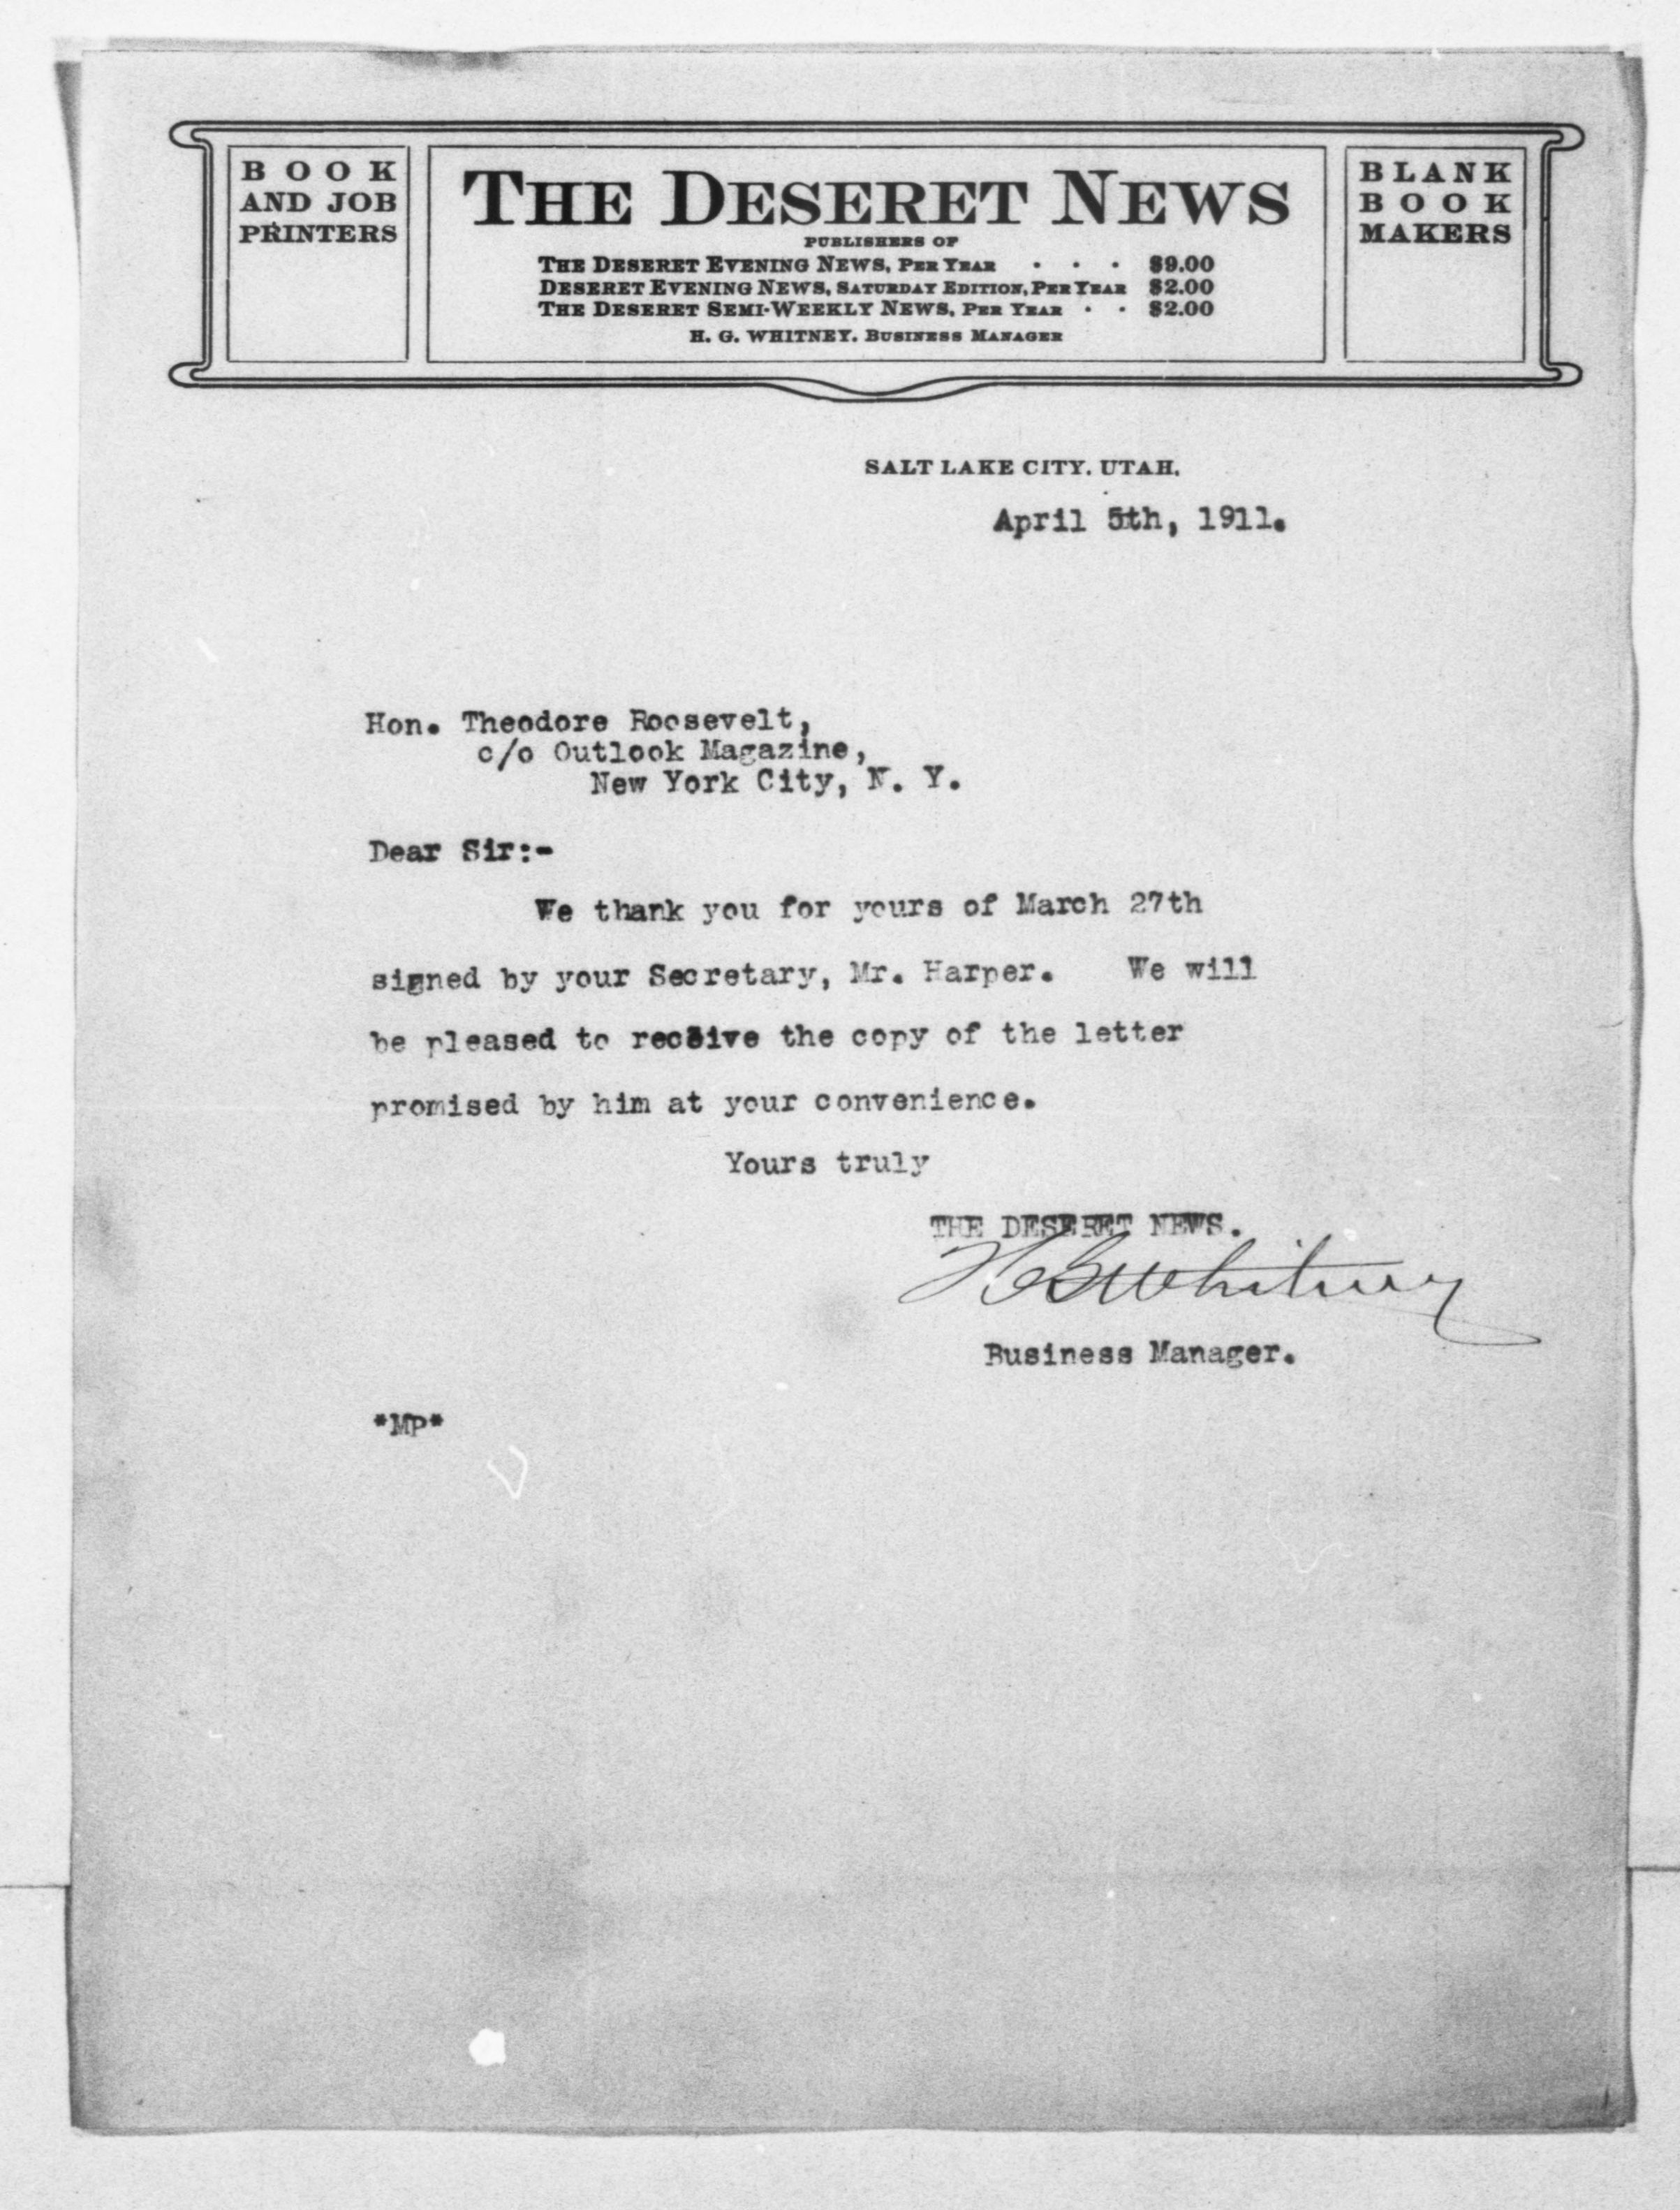 BOOK
AND JOB
PRINTERS
THE DESERET NEWS
PUBLISHERS OF
THE DESERET EVENING NEWS, PER YEAR . . . $9.00
DESERET EVENING NEWS, SATURDAY EDITION, PER YEAR $2.00
THE DESERET SEMI-WEEKLY NEWS, PER YEAR . . $2.00
H. G. WHITNEY. BUSINESS MANAGER
BLANK
BOOK
MAKERS
SALT LAKE CITY. UTAH.
April 5th, 1911.
Hon. Theodore Roosevelt,
c/o Outlook Magazine,
New York City, N. Y.
Dear Sir:-
We thank you for yours of March 27th
signed by your Secretary, Mr. Harper. We will
be pleased to receive the copy of the letter
promised by him at your convenience.
Yours truly
THE DESERET NEWS.
H G Whitney
Business Manager.
*MP*